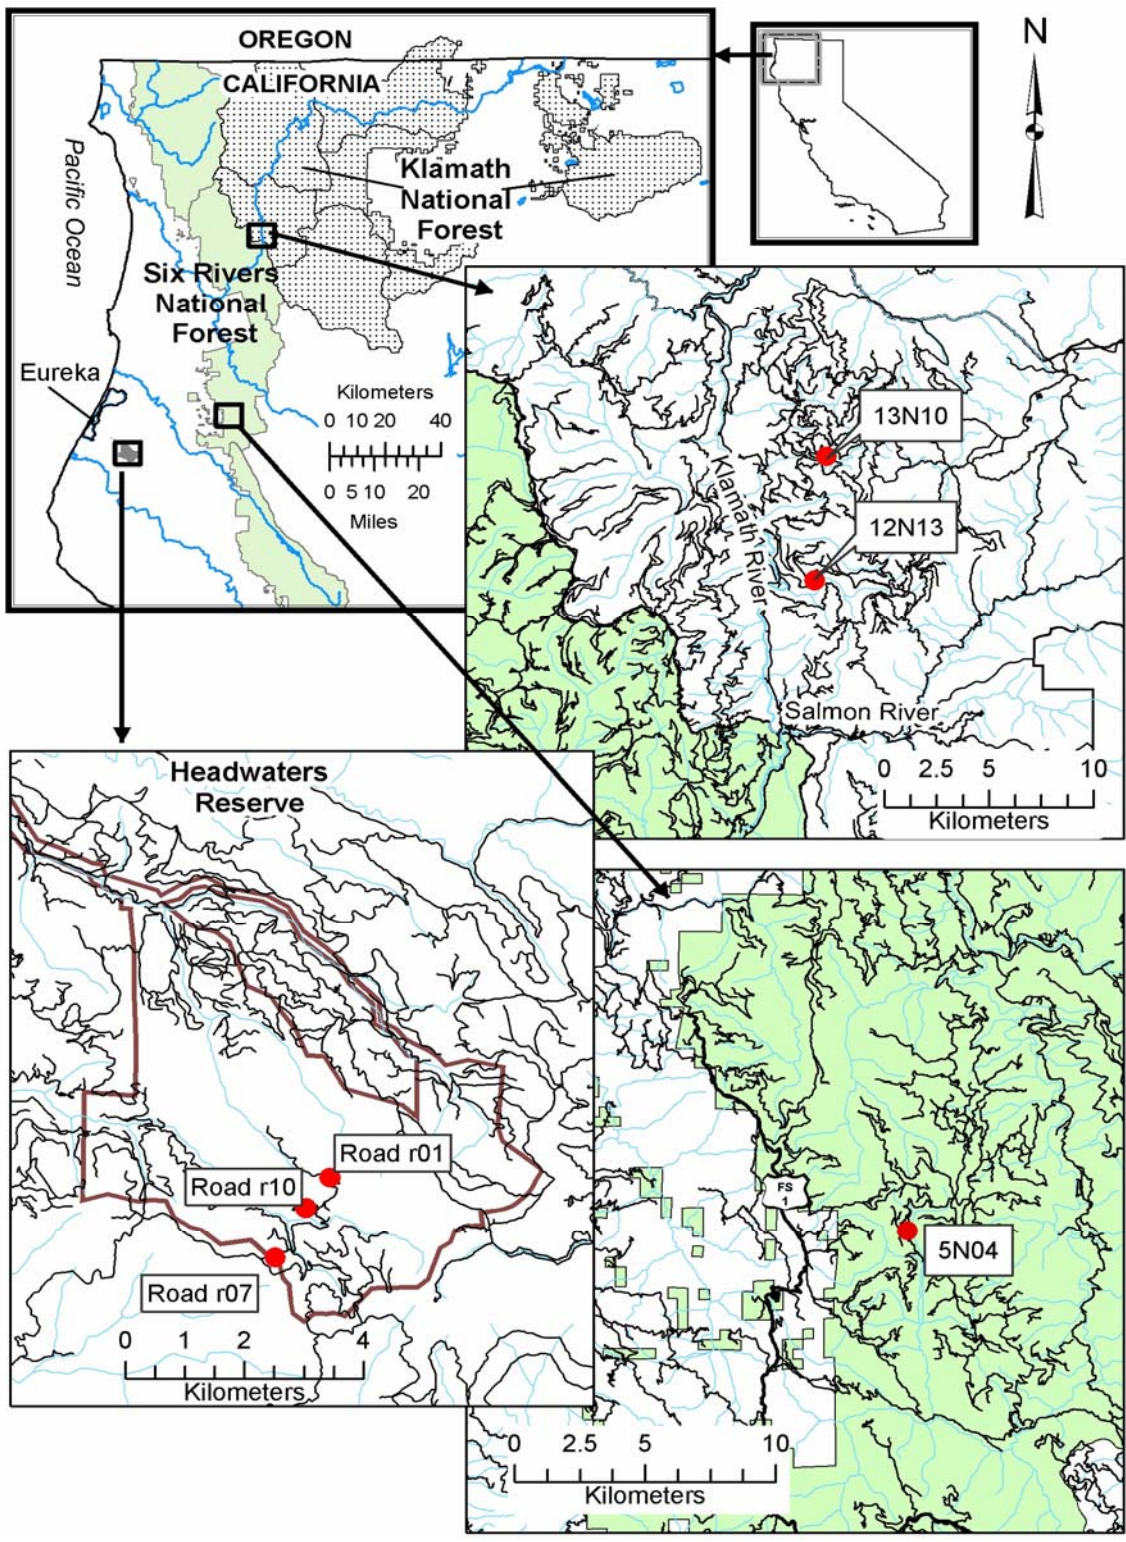 OREGON
CALIFORNIA
N
Pacific Ocean
Klamath
National
Forest
Six Rivers
National
Forest
Eureka
Kilometers
0 10 20 40
0 5 10 20
Miles
13N10
12N13
Klamath River
Salmon River
0 2.5 5 10
Kilometers
Headwaters
Reserve
Road r01
Road r10
Road r07
0 1 2 4
Kilometers
FS
1
5N04
0 2.5 5 10
Kilometers